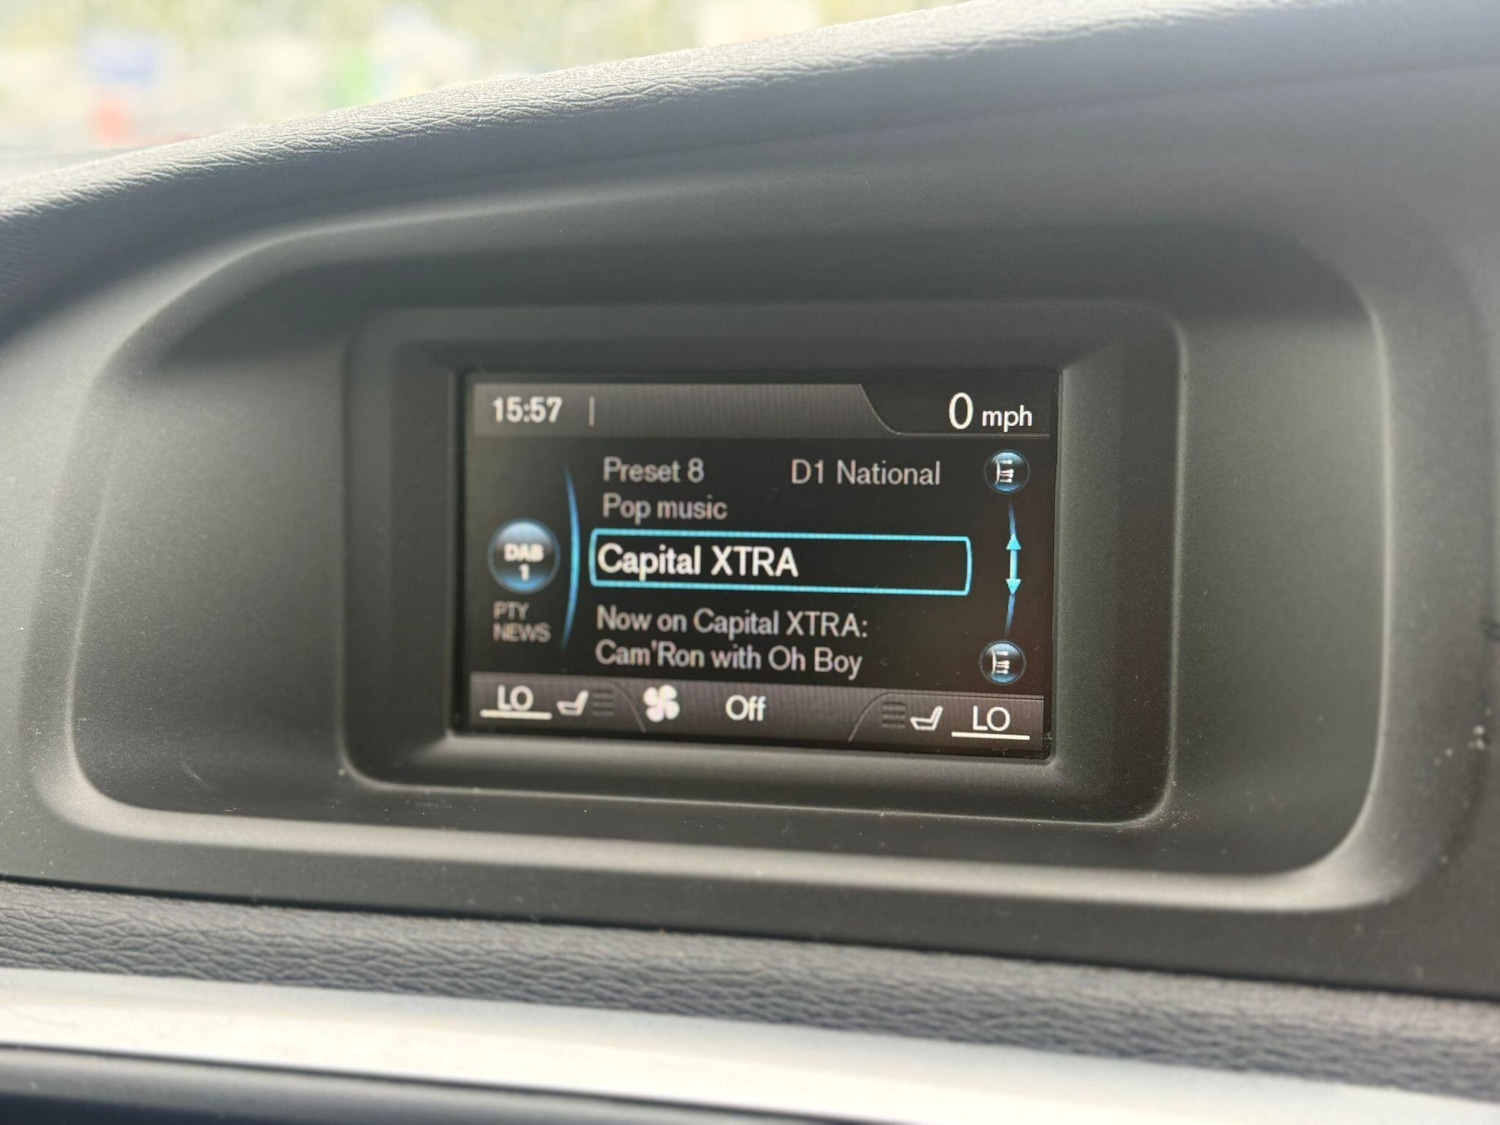 15:57
0 mph
Preset 8 D1 National
Pop music
DAB
1
Capital XTRA
PTY
NEWS
Now on Capital XTRA:
Cam'Ron with Oh Boy
LO Off LO